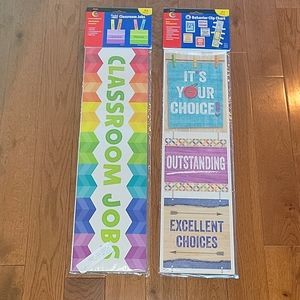 Classroom Jobs
CLASSROOM JOBS
Behavior Clip Chart
IT'S
YOUR
CHOICE!
OUTSTANDING
EXCELLENT
CHOICES